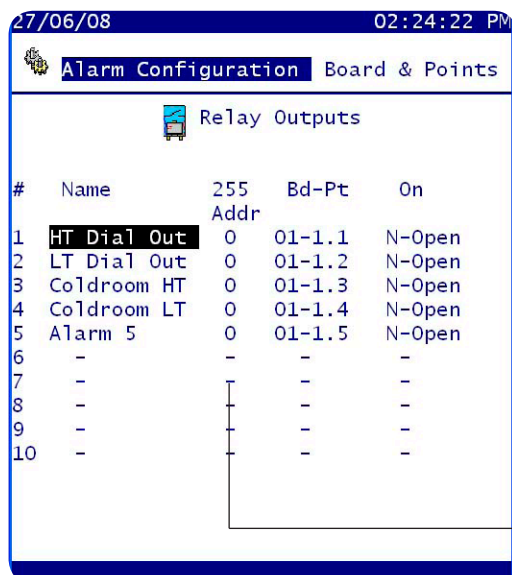 27/06/08 02:24:22 PM
Alarm Configuration Board & Points
Relay Outputs
# Name 255 Bd-Pt On
Addr
1 HT Dial Out 0 01-1.1 N-Open
2 LT Dial Out 0 01-1.2 N-Open
3 Coldroom HT 0 01-1.3 N-Open
4 Coldroom LT 0 01-1.4 N-Open
5 Alarm 5 0 01-1.5 N-Open
6 - - - -
7 - - - -
8 - - - -
9 - - - -
10 - - - -